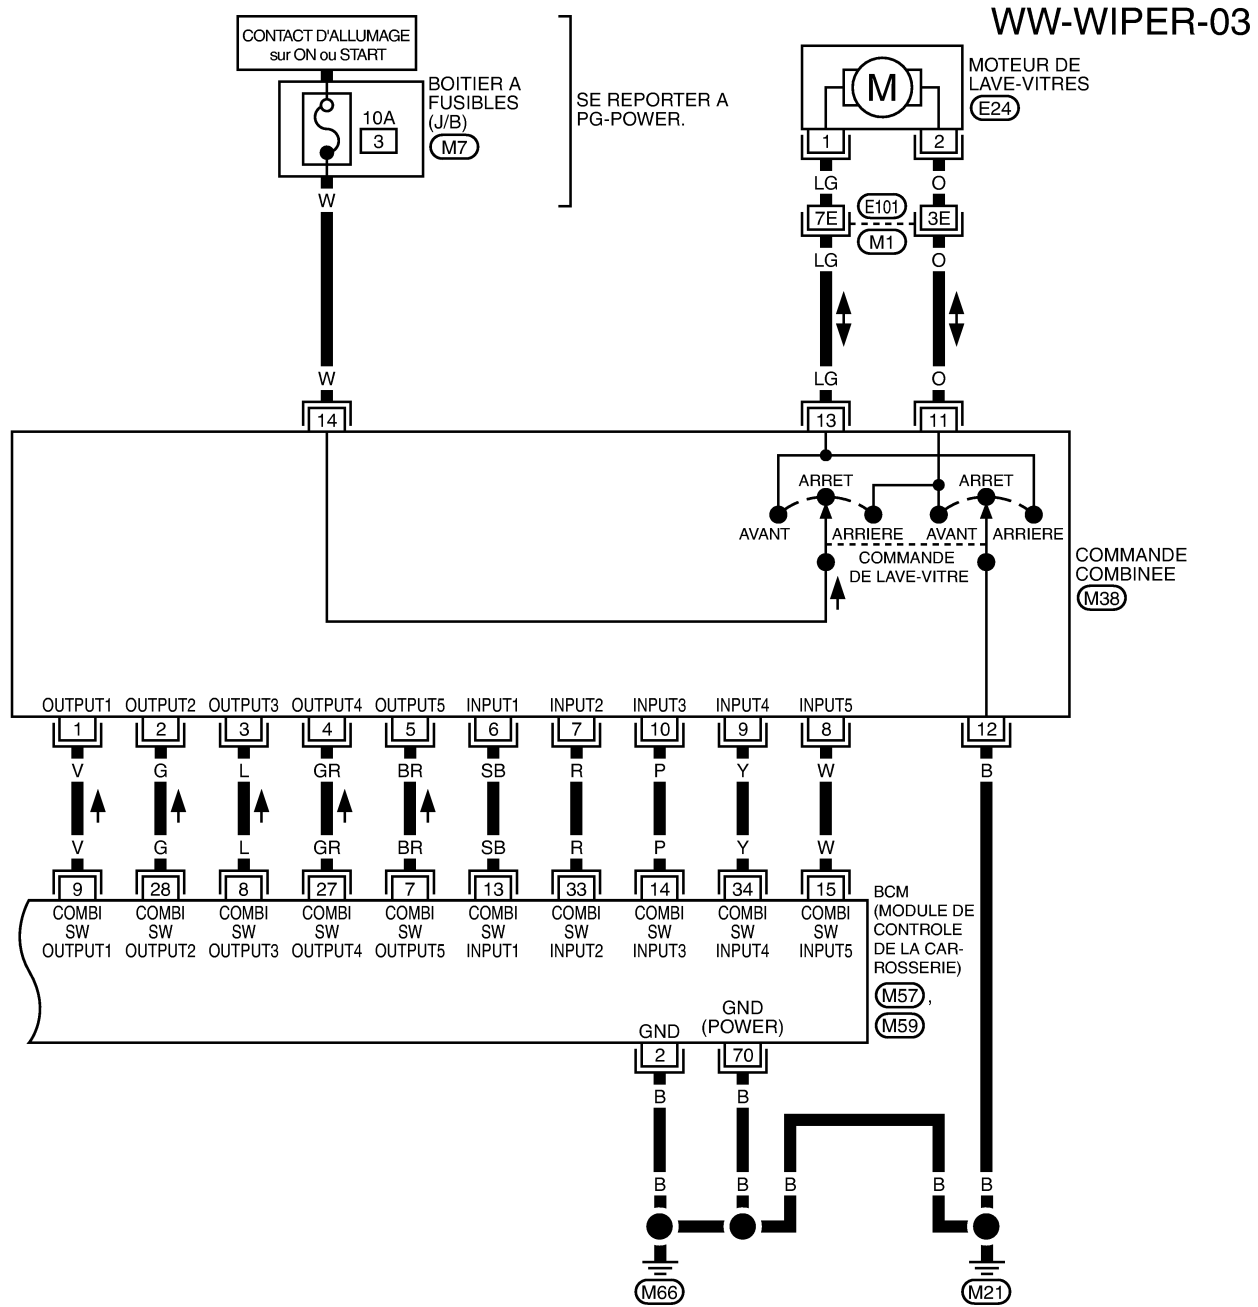 WW-WIPER-03
CONTACT D'ALLUMAGE
sur ON ou START
BOITIER A
FUSIBLES
(J/B)
M7
10A
3
SE REPORTER A
PG-POWER.
M
MOTEUR DE
LAVE-VITRES
E24
1 2
LG O
7E E101 3E
M1
LG O
W
W LG O
14 13 11
ARRET ARRET
AVANT ARRIERE AVANT ARRIERE
COMMANDE
DE LAVE-VITRE
COMMANDE
COMBINEE
M38
OUTPUT1 OUTPUT2 OUTPUT3 OUTPUT4 OUTPUT5 INPUT1 INPUT2 INPUT3 INPUT4 INPUT5
1 2 3 4 5 6 7 10 9 8 12
V G L GR BR SB R P Y W B
V G L GR BR SB R P Y W
9 28 8 27 7 13 33 14 34 15
COMBI COMBI COMBI COMBI COMBI COMBI COMBI COMBI COMBI COMBI
SW SW SW SW SW SW SW SW SW SW
OUTPUT1 OUTPUT2 OUTPUT3 OUTPUT4 OUTPUT5 INPUT1 INPUT2 INPUT3 INPUT4 INPUT5
BCM
(MODULE DE
CONTROLE
DE LA CAR-
ROSSERIE)
M57 ,
M59
GND
GND
(POWER)
2 70
B B
B B B B B
M66 M21